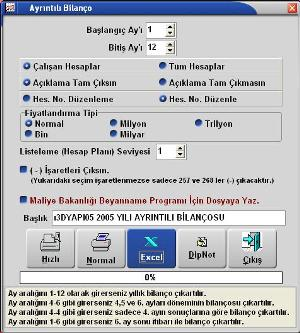 Ayrıntılı Bilanço
Başlangıç Ay'ı 1
Bitiş Ay'ı 12
Çalışan Hesaplar Tüm Hesaplar
Açıklama Tam Çıksın Açıklama Tam Çıkmasın
Hes. No. Düzenleme Hes. No. Düzenle
Fiyatlandırma Tipi
Normal Milyon Trilyon
Bin Milyar
Listeleme (Hesap Planı) Seviyesi 1
( - ) İşaretleri Çıksın.
(Yukarıdaki seçim işaretlenmezse sadece 257 ve 268 ler (-) çıkacaktır.)
Maliye Bakanlığı Beyanname Programı İçin Dosyaya Yaz.
Başlık i3DYAPI05 2005 YILI AYRINTILI BİLANÇOSU
Hızlı Normal Excel DipNot Çıkış
0%
Ay aralığını 1-12 olarak girerseniz yıllık bilanço çıkartılır.
Ay aralığını 4-6 gibi girerseniz 4,5 ve 6. ayları döneminin bilançosu çıkartılır.
Ay aralığını 4-4 gibi girerseniz sadece 4. ayın sonuçlarına göre bilanço çıkartılır.
Ay aralığını 1-6 gibi girerseniz 6. ay sonu itibarı ile bilanço çıkartılır.